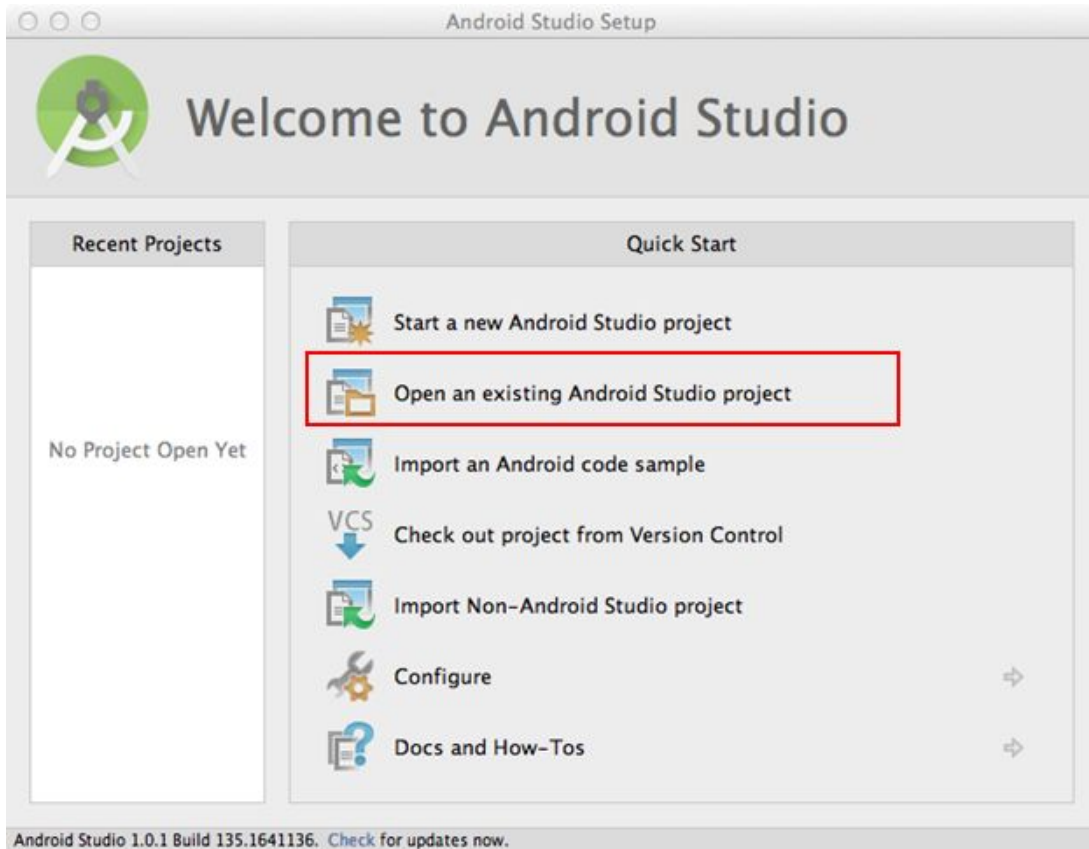 Android Studio Setup
Welcome to Android Studio
Recent Projects
No Project Open Yet
Quick Start
Start a new Android Studio project
Open an existing Android Studio project
Import an Android code sample
VCS
Check out project from Version Control
Import Non-Android Studio project
Configure
Docs and How-Tos
Android Studio 1.0.1 Build 135.1641136. Check for updates now.